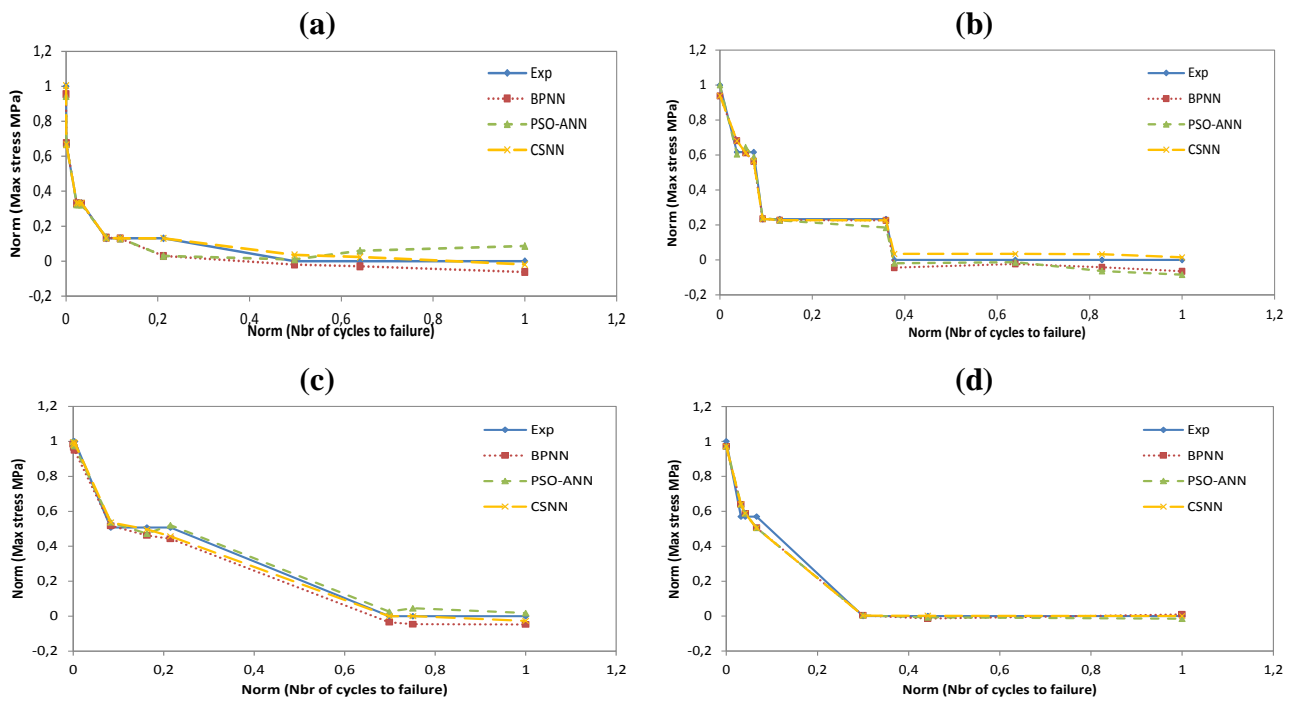 (a)
1,2
1
0,8
0,6
0,4
0,2
0
-0,2
Norm (Max stress MPa)
Exp
BPNN
PSO-ANN
CSNN
0 0,2 0,4 0,6 0,8 1 1,2
Norm (Nbr of cycles to failure)
(b)
1,2
1
0,8
0,6
0,4
0,2
0
-0,2
Norm (Max stress MPa)
Exp
BPNN
PSO-ANN
CSNN
0 0,2 0,4 0,6 0,8 1 1,2
Norm (Nbr of cycles to failure)
(c)
1,2
1
0,8
0,6
0,4
0,2
0
-0,2
Norm (Max stress MPa)
Exp
BPNN
PSO-ANN
CSNN
0 0,2 0,4 0,6 0,8 1 1,2
Norm (Nbr of cycles to failure)
(d)
1,2
1
0,8
0,6
0,4
0,2
0
-0,2
Norm (Max stress MPa)
Exp
BPNN
PSO-ANN
CSNN
0 0,2 0,4 0,6 0,8 1 1,2
Norm (Nbr of cycles to failure)